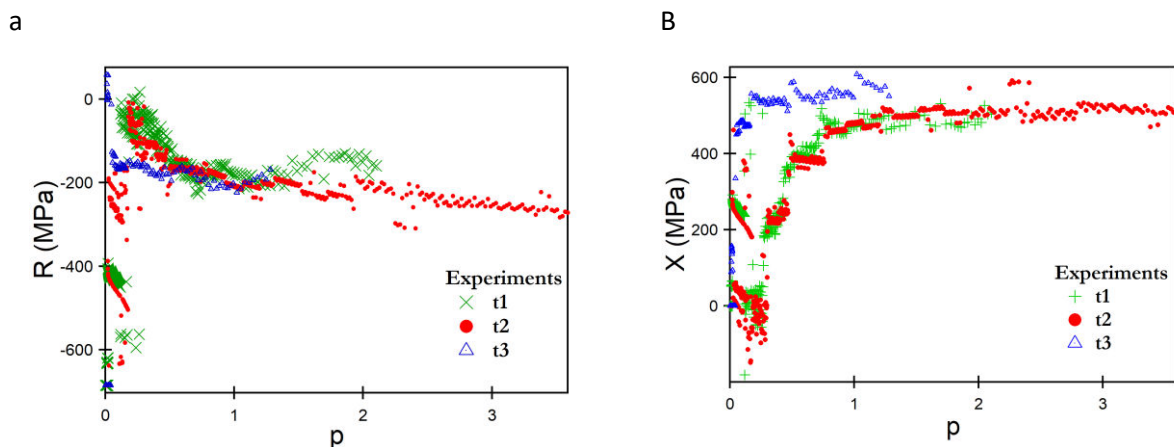 a
B
R (MPa)
0
-200
-400
-600
0
1
2
3
p
Experiments
t1
t2
t3
X (MPa)
600
400
200
0
0
1
2
3
p
Experiments
t1
t2
t3